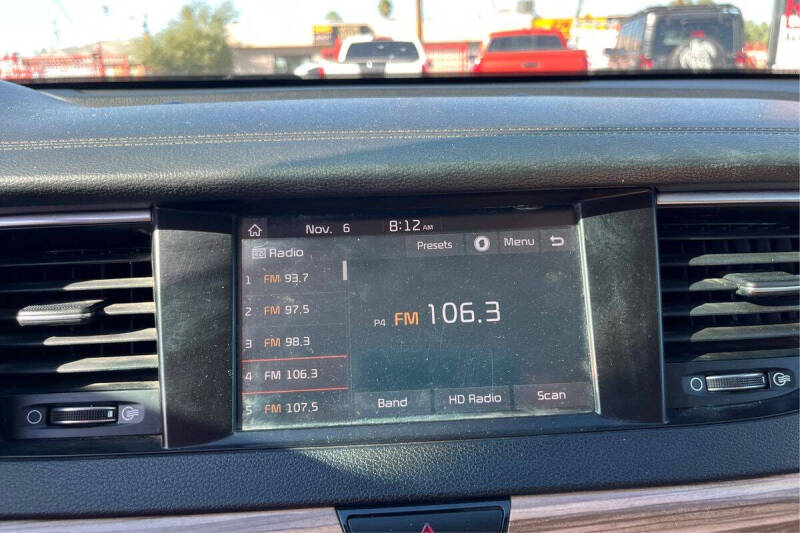 Nov. 6 8:12 AM
Radio Presets Menu
1 FM 93.7
2 FM 97.5
3 FM 98.3
4 FM 106.3
5 FM 107.5
P4 FM 106.3
Band HD Radio Scan